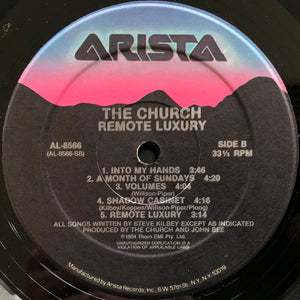 ARISTA
THE CHURCH
REMOTE LUXURY
AL-8566
(AL-8566-SB)
SIDE B
33⅓ RPM
1. INTO MY HANDS 3:46
2. A MONTH OF SUNDAYS 4:20
3. VOLUMES 4:04
(Willson-Piper)
4. SHADOW CABINET 4:16
(Kilbey/Koppes/Willson-Piper/Ploog)
5. REMOTE LUXURY 3:14
ALL SONGS WRITTEN BY STEVE KILBEY EXCEPT AS INDICATED
PRODUCED BY THE CHURCH AND JOHN BEE
℗ 1984 Thorn EMI Pty. Ltd.
UNAUTHORIZED DUPLICATION IS A
VIOLATION OF APPLICABLE LAWS
Manufactured by Arista Records, Inc., 6 W 57th St., N.Y., N.Y. 10019